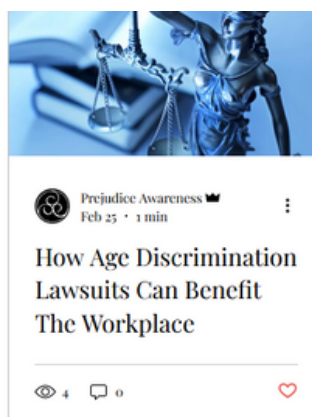 Prejudice Awareness
Feb 25 · 1 min
How Age Discrimination
Lawsuits Can Benefit
The Workplace
4 0